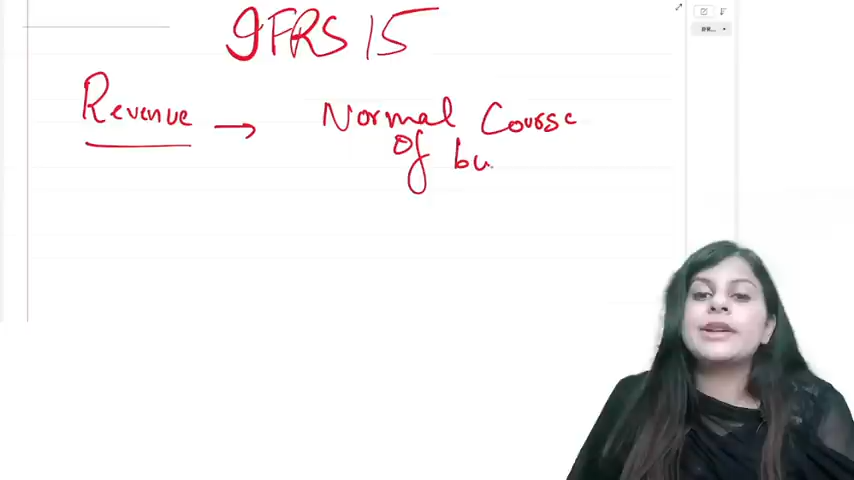 IFRS 15
Revenue → Normal Course
of bu